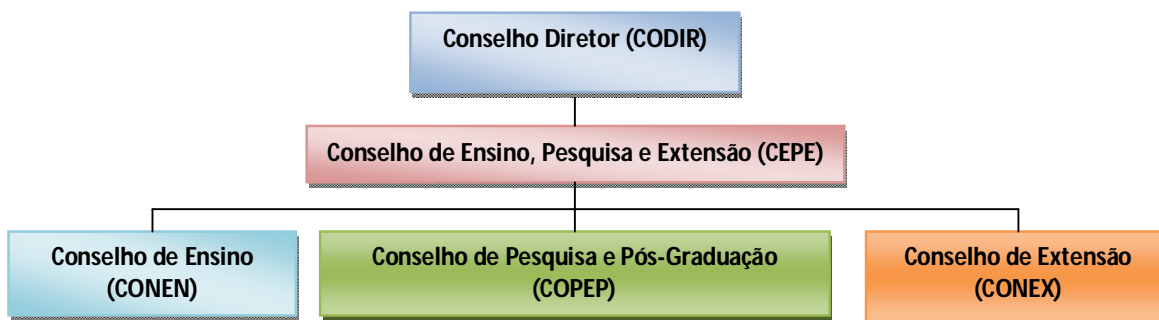 Conselho Diretor (CODIR)
Conselho de Ensino, Pesquisa e Extensão (CEPE)
Conselho de Ensino
(CONEN)
Conselho de Pesquisa e Pós-Graduação
(COPEP)
Conselho de Extensão
(CONEX)